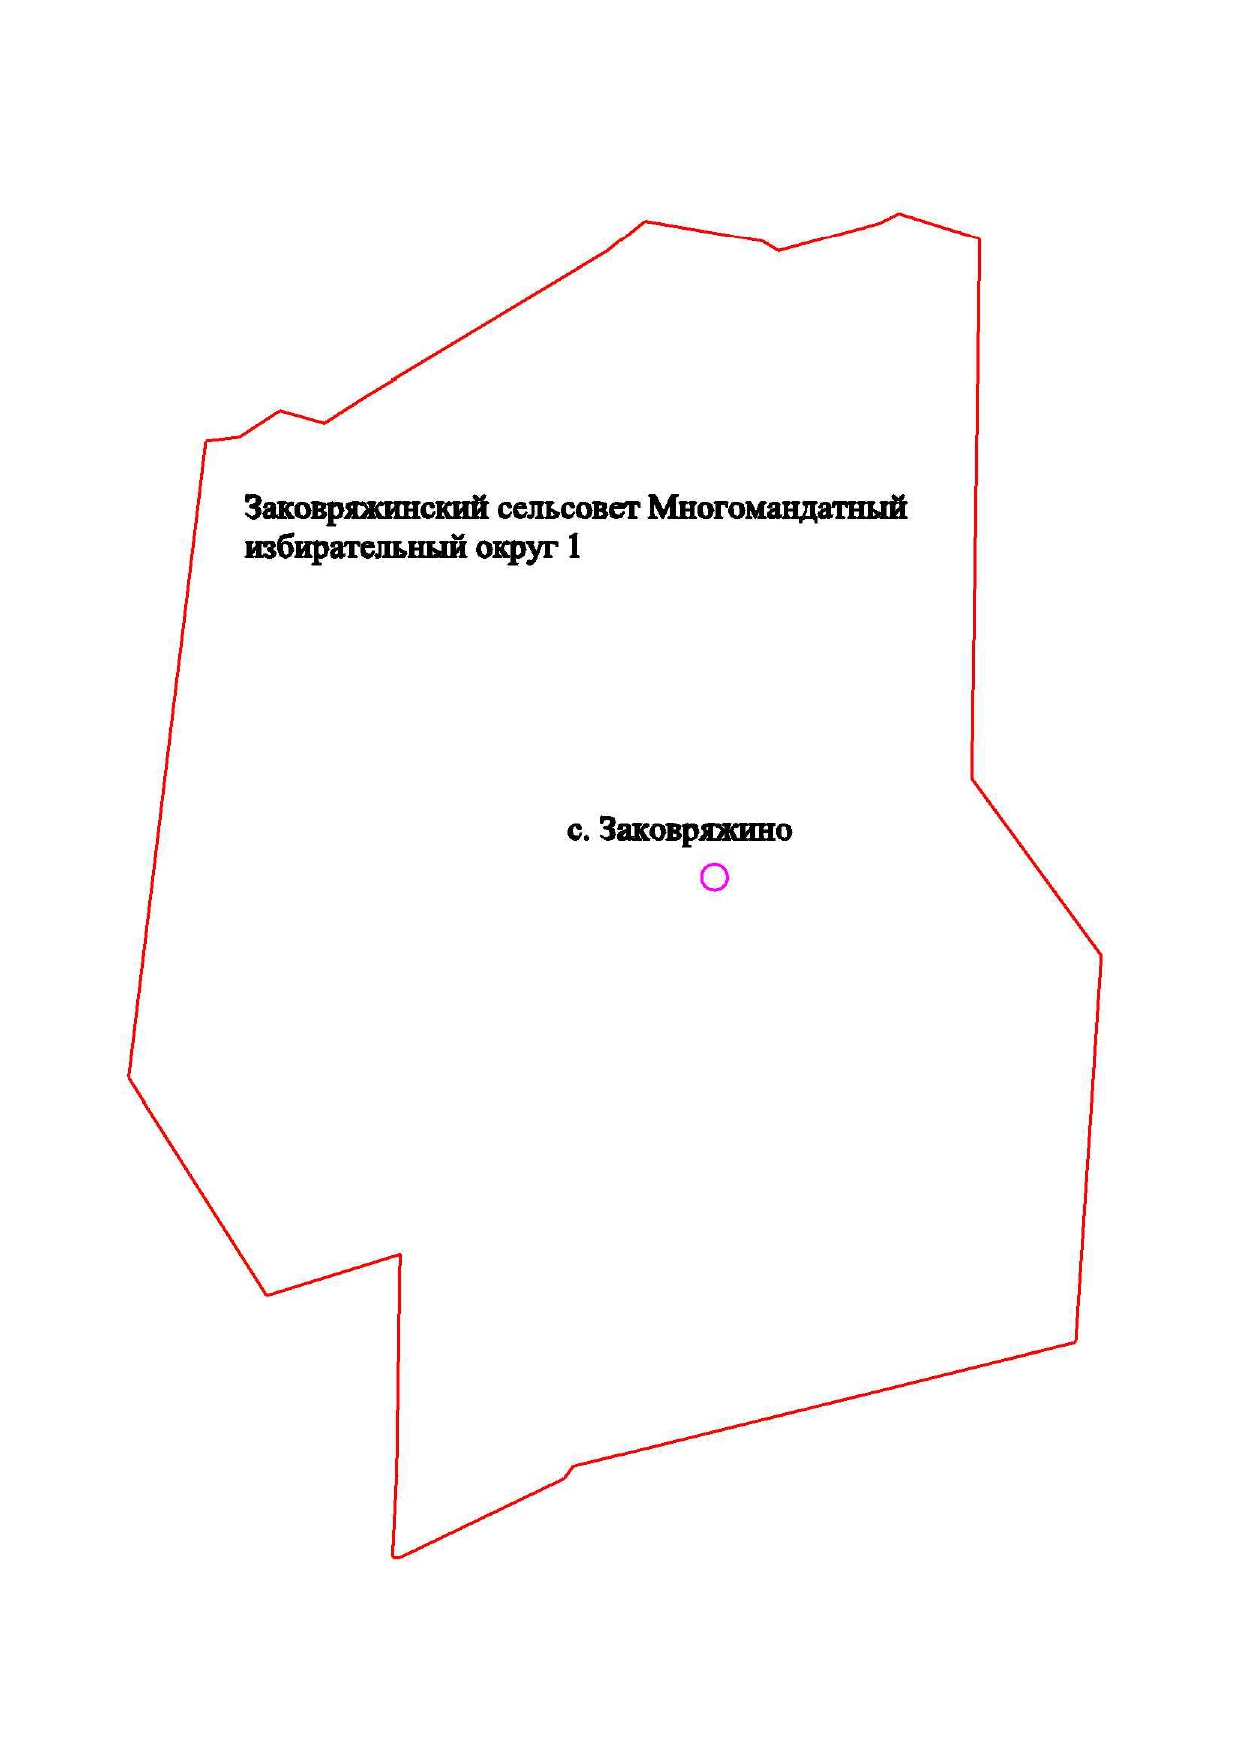 Заковряжинский сельсовет Многомандатный
избирательный округ 1
с. Заковряжино